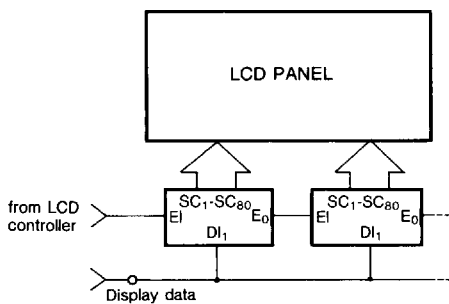 LCD PANEL
from LCD
controller
SC₁-SC₈₀
EI
E₀
DI₁
SC₁-SC₈₀
EI
E₀
DI₁
Display data